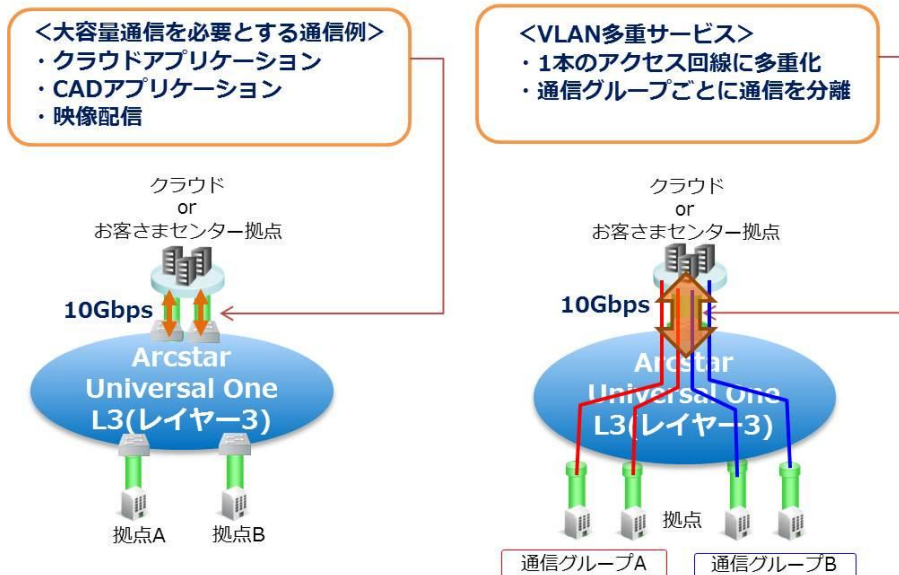 ＜大容量通信を必要とする通信例＞
・クラウドアプリケーション
・CADアプリケーション
・映像配信
クラウド
or
お客さまセンター拠点
10Gbps
Arcstar
Universal One
L3(レイヤー3)
拠点A
拠点B
＜VLAN多重サービス＞
・1本のアクセス回線に多重化
・通信グループごとに通信を分離
クラウド
or
お客さまセンター拠点
10Gbps
Arcstar
Universal One
L3(レイヤー3)
拠点
通信グループA
通信グループB